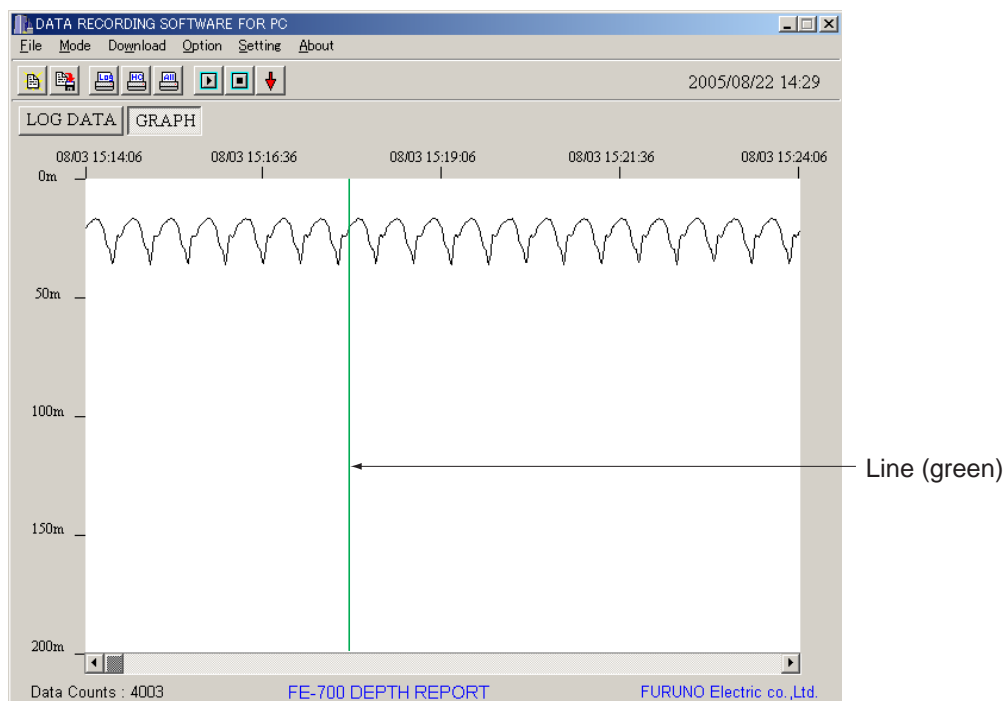 DATA RECORDING SOFTWARE FOR PC
File Mode Download Option Setting About
Log HC All 2005/08/22 14:29
LOG DATA GRAPH
08/03 15:14:06 08/03 15:16:36 08/03 15:19:06 08/03 15:21:36 08/03 15:24:06
0m
50m
100m
Line (green)
150m
200m
Data Counts : 4003 FE-700 DEPTH REPORT FURUNO Electric co.,Ltd.